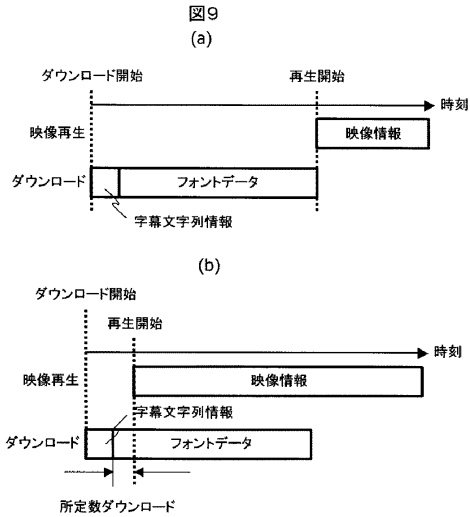 図9
(a)
ダウンロード開始
再生開始
時刻
映像再生
映像情報
ダウンロード
フォントデータ
字幕文字列情報
(b)
ダウンロード開始
再生開始
時刻
映像再生
映像情報
字幕文字列情報
ダウンロード
フォントデータ
所定数ダウンロード